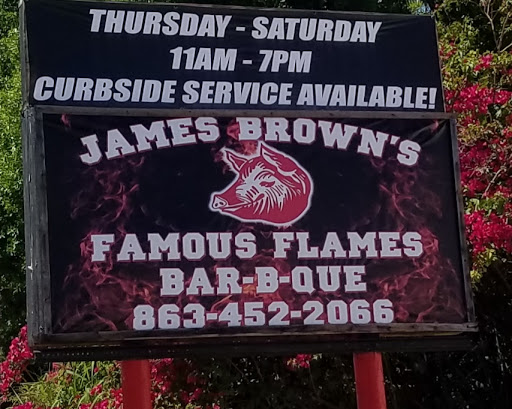 THURSDAY - SATURDAY
11AM - 7PM
CURBSIDE SERVICE AVAILABLE!
JAMES BROWN'S
FAMOUS FLAMES
BAR-B-QUE
863-452-2066